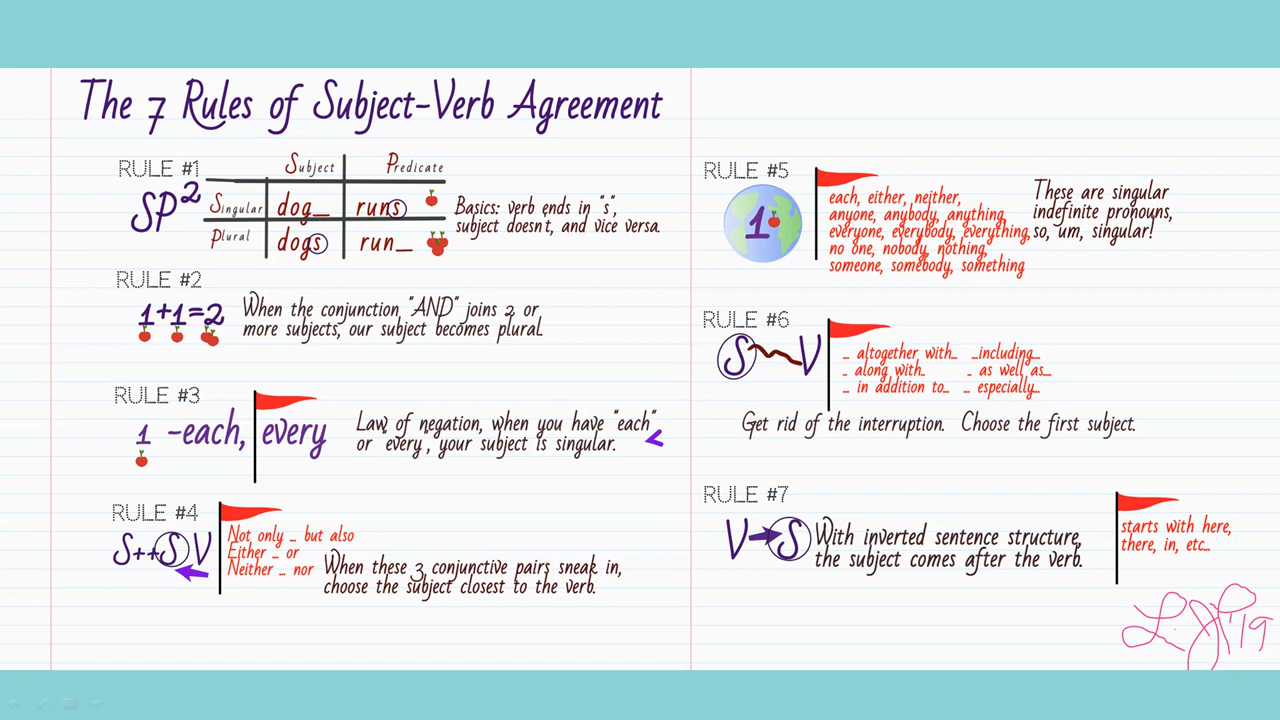 The 7 Rules of Subject-Verb Agreement
RULE #1
Subject Predicate
SP2
Singular dog_ runs
Plural dogs run_
Basics: verb ends in "s",
subject doesn't, and vice versa.
RULE #2
1+1=2
When the conjunction "AND" joins 2 or
more subjects, our subject becomes plural.
RULE #3
1 -each, every
Law of negation, when you have "each"
or every, your subject is singular.
<
RULE #4
S++S V
Not only ... but also
Either ... or
Neither ... nor
When these 3 conjunctive pairs sneak in,
choose the subject closest to the verb.
RULE #5
1
each, either, neither,
anyone, anybody, anything,
everyone, everybody, everything,
no one, nobody, nothing,
someone, somebody, something
These are singular
indefinite pronouns,
so, um, singular!
RULE #6
S V
... altogether with... ...including...
.. along with.. .. as well as...
... in addition to... ... especially...
Get rid of the interruption. Choose the first subject.
RULE #7
V S
With inverted sentence structure,
the subject comes after the verb.
starts with here,
there, in, etc...